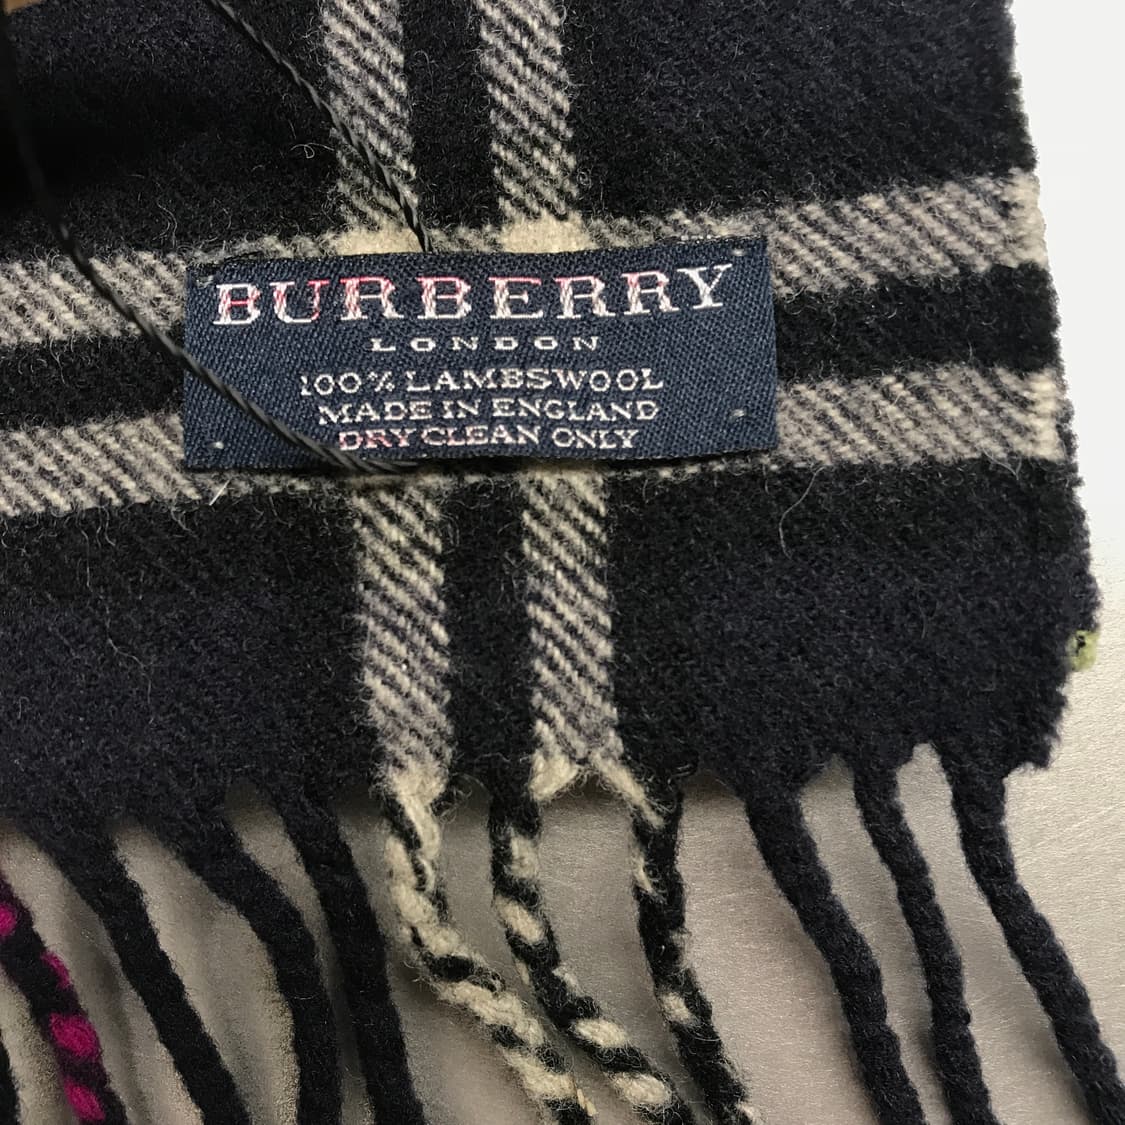 BURBERRY
LONDON
100% LAMBSWOOL
MADE IN ENGLAND
DRY CLEAN ONLY